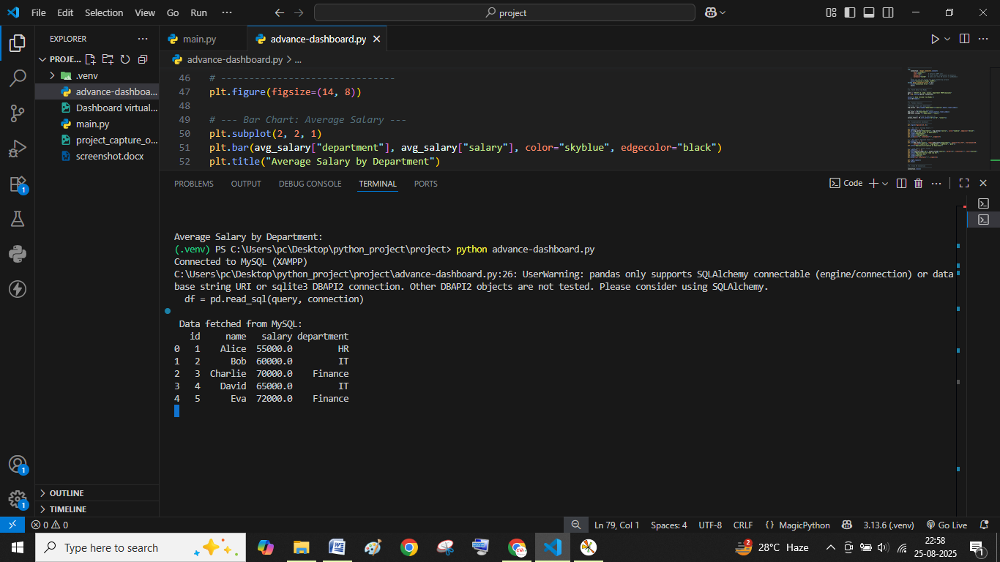 File Edit Selection View Go Run ···
project
EXPLORER ···
main.py
advance-dashboard.py
PROJE...
advance-dashboard.py > ...
.venv
advance-dashboa...
Dashboard virtual...
main.py
project_capture_o...
screenshot.docx
46 # -------------------------------
47 plt.figure(figsize=(14, 8))
48
49 # --- Bar Chart: Average Salary ---
50 plt.subplot(2, 2, 1)
51 plt.bar(avg_salary["department"], avg_salary["salary"], color="skyblue", edgecolor="black")
52 plt.title("Average Salary by Department")
PROBLEMS OUTPUT DEBUG CONSOLE TERMINAL PORTS
Code
Average Salary by Department:
(.venv) PS C:\Users\pc\Desktop\python_project\project> python advance-dashboard.py
Connected to MySQL (XAMPP)
C:\Users\pc\Desktop\python_project\project\advance-dashboard.py:26: UserWarning: pandas only supports SQLAlchemy connectable (engine/connection) or data
base string URI or sqlite3 DBAPI2 connection. Other DBAPI2 objects are not tested. Please consider using SQLAlchemy.
df = pd.read_sql(query, connection)
Data fetched from MySQL:
id name salary department
0 1 Alice 55000.0 HR
1 2 Bob 60000.0 IT
2 3 Charlie 70000.0 Finance
3 4 David 65000.0 IT
4 5 Eva 72000.0 Finance
OUTLINE
TIMELINE
1
1
1
0 0
Ln 79, Col 1 Spaces: 4 UTF-8 CRLF {} MagicPython 3.13.6 (.venv) Go Live
Type here to search
2
28°C Haze
22:58
25-08-2025
1